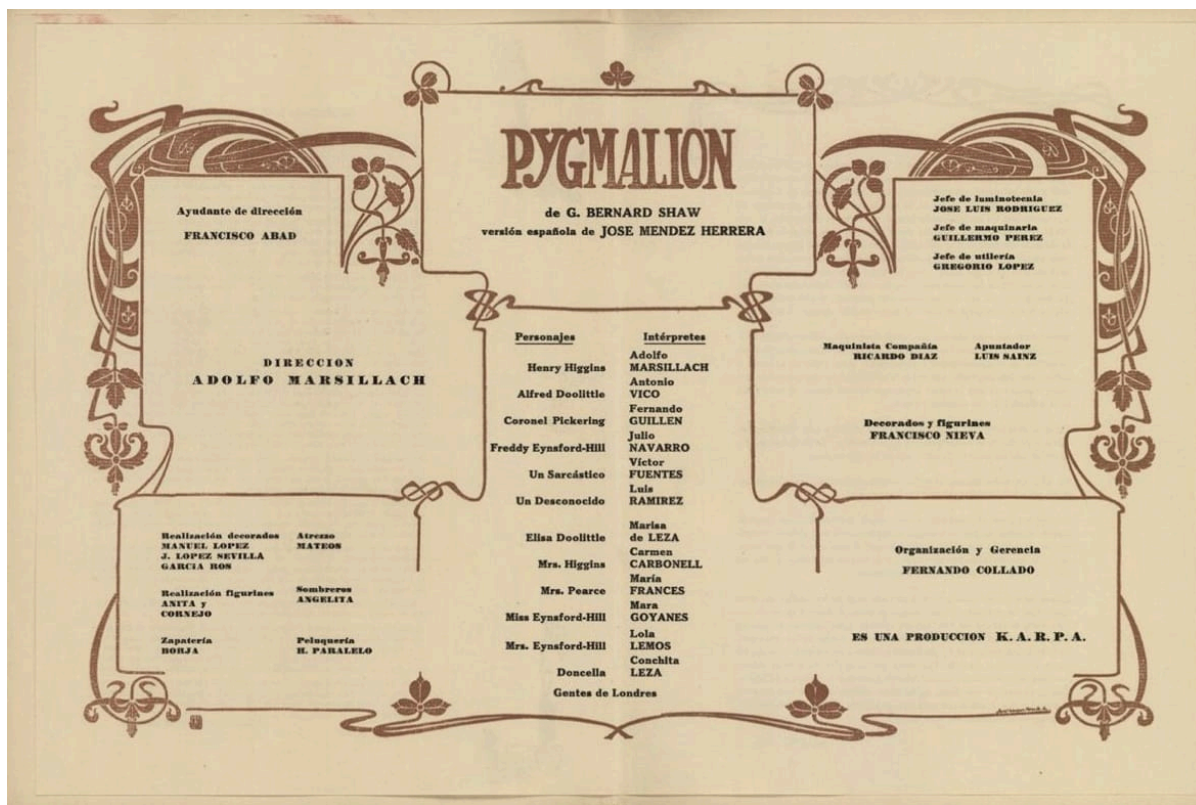 PYGMALION
de G. BERNARD SHAW
versión española de JOSE MENDEZ HERRERA
Ayudante de dirección
FRANCISCO ABAD
DIRECCION
ADOLFO MARSILLACH
Personajes Intérpretes
Adolfo
Henry Higgins MARSILLACH
Antonio
Alfred Doolittle VICO
Fernando
Coronel Pickering GUILLEN
Julio
Freddy Eynsford-Hill NAVARRO
Víctor
Un Sarcástico FUENTES
Luis
Un Desconocido RAMIREZ
Marisa
Elisa Doolittle de LEZA
Carmen
Mrs. Higgins CARBONELL
María
Mrs. Pearce FRANCES
Mara
Miss Eynsford-Hill GOYANES
Lola
Mrs. Eynsford-Hill LEMOS
Conchita
Doncella LEZA
Gentes de Londres
Jefe de luminotecnia
JOSE LUIS RODRIGUEZ
Jefe de maquinaria
GUILLERMO PEREZ
Jefe de utilería
GREGORIO LOPEZ
Maquinista Compañía Apuntador
RICARDO DIAZ LUIS SAINZ
Decorados y figurines
FRANCISCO NIEVA
Realización decorados Atrezzo
MANUEL LOPEZ MATEOS
J. LOPEZ SEVILLA
GARCIA ROS
Realización figurines Sombreros
ANITA y ANGELITA
CORNEJO
Zapatería Peluquería
BORJA H. PARALELO
Organización y Gerencia
FERNANDO COLLADO
ES UNA PRODUCCION K.A.R.P.A.